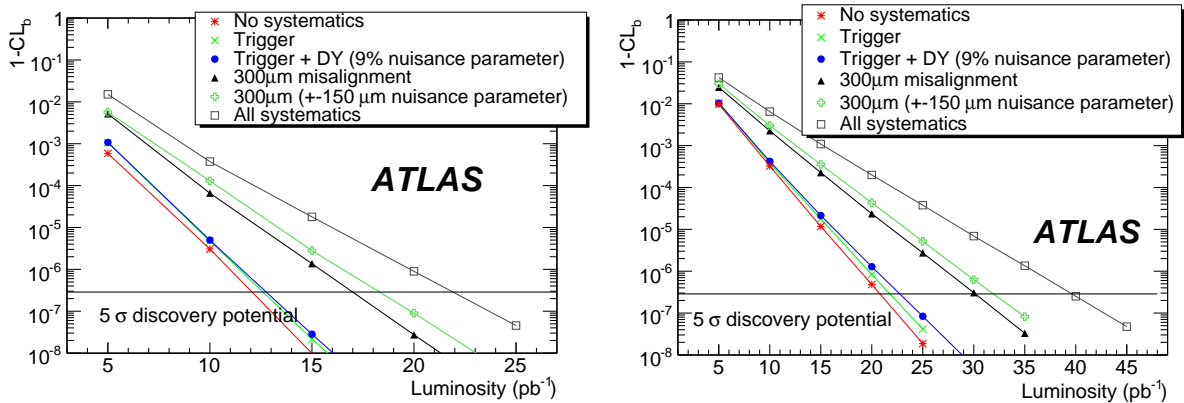 1-CL_b
1
10^-1
10^-2
10^-3
10^-4
10^-5
10^-6
10^-7
10^-8
No systematics
Trigger
Trigger + DY (9% nuisance parameter)
300μm misalignment
300μm (+-150 μm nuisance parameter)
All systematics
ATLAS
5 σ discovery potential
5 10 15 20 25
Luminosity (pb^-1)
1-CL_b
1
10^-1
10^-2
10^-3
10^-4
10^-5
10^-6
10^-7
10^-8
No systematics
Trigger
Trigger + DY (9% nuisance parameter)
300μm misalignment
300μm (+-150 μm nuisance parameter)
All systematics
ATLAS
5 σ discovery potential
5 10 15 20 25 30 35 40 45
Luminosity (pb^-1)